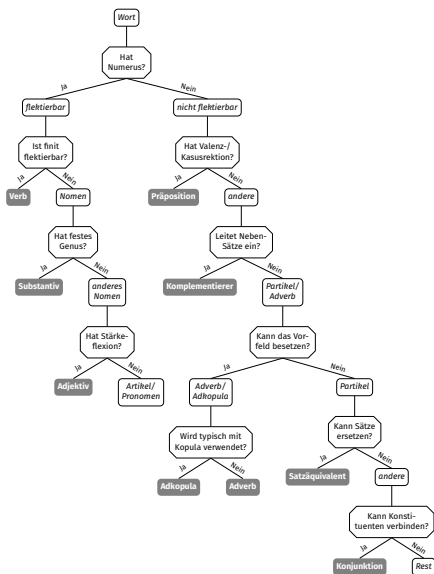 Wort
Hat
Numerus?
Ja
Nein
flektierbar
nicht flektierbar
Ist finit
flektierbar?
Hat Valenz-/
Kasusrektion?
Ja
Nein
Ja
Nein
Verb
Nomen
Präposition
andere
Hat festes
Genus?
Leitet Neben-
Sätze ein?
Ja
Nein
Ja
Nein
Substantiv
anderes
Nomen
Komplementierer
Partikel/
Adverb
Hat Stärke-
flexion?
Kann das Vor-
feld besetzen?
Ja
Nein
Ja
Nein
Adjektiv
Artikel/
Pronomen
Adverb/
Adkopula
Partikel
Wird typisch mit
Kopula verwendet?
Kann Sätze
ersetzen?
Ja
Nein
Ja
Nein
Adkopula
Adverb
Satzäquivalent
andere
Kann Konsti-
tuenten verbinden?
Ja
Nein
Konjunktion
Rest